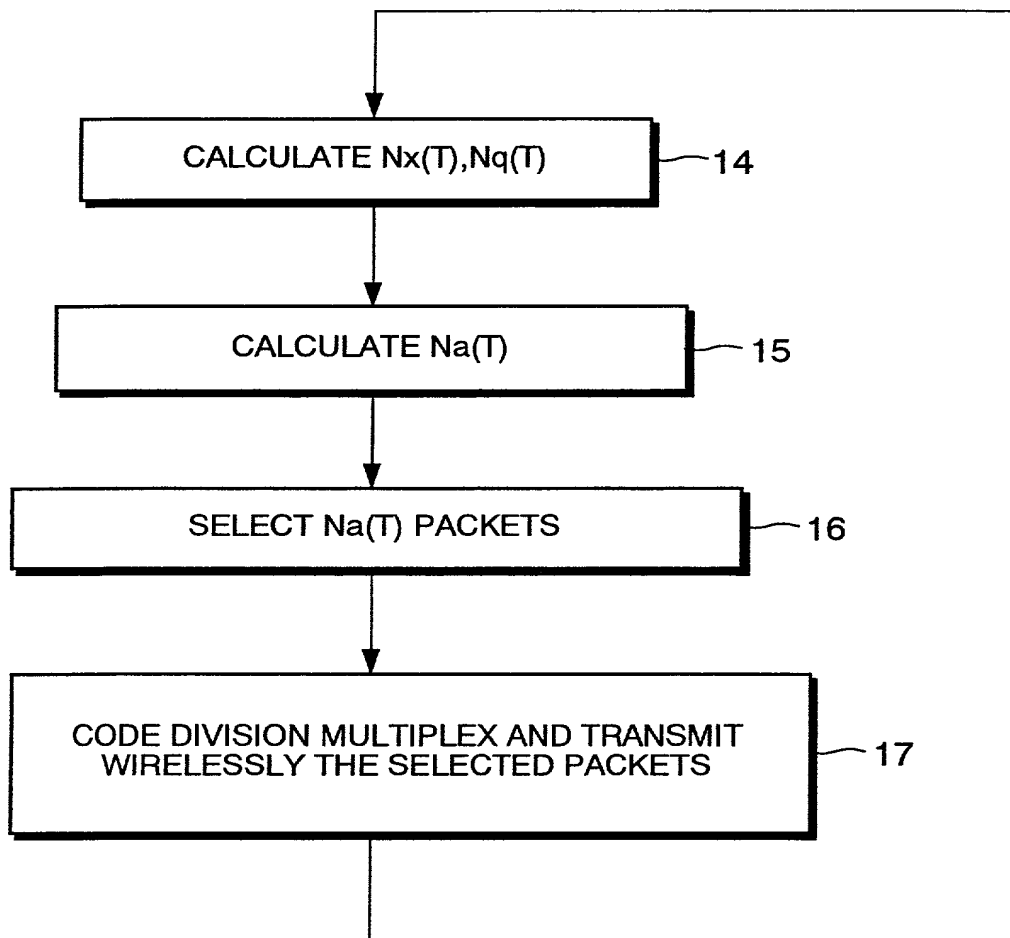 CALCULATE Nx(T),Nq(T)
14
CALCULATE Na(T)
15
SELECT Na(T) PACKETS
16
CODE DIVISION MULTIPLEX AND TRANSMIT
WIRELESSLY THE SELECTED PACKETS
17